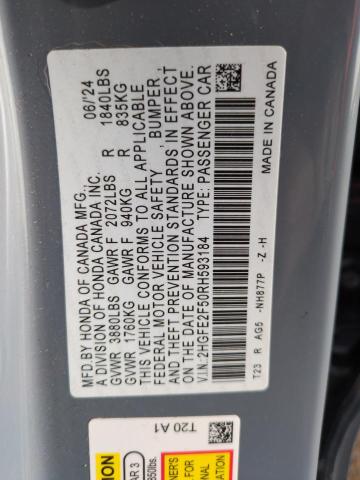 MFD.BY HONDA OF CANADA MFG.,
A DIVISION OF HONDA CANADA INC. 06/'24
GVWR 3880LBS GAWR F 2072LBS R 1840LBS
GVWR 1760KG GAWR F 940KG R 835KG
THIS VEHICLE CONFORMS TO ALL APPLICABLE
FEDERAL MOTOR VEHICLE SAFETY, BUMPER,
AND THEFT PREVENTION STANDARDS IN EFFECT
ON THE DATE OF MANUFACTURE SHOWN ABOVE.
V.I.N.:2HGFE2F50RH593184 TYPE:PASSENGER CAR
T23 R AG5 -NH877P -Z -H
MADE IN CANADA
T20 A1